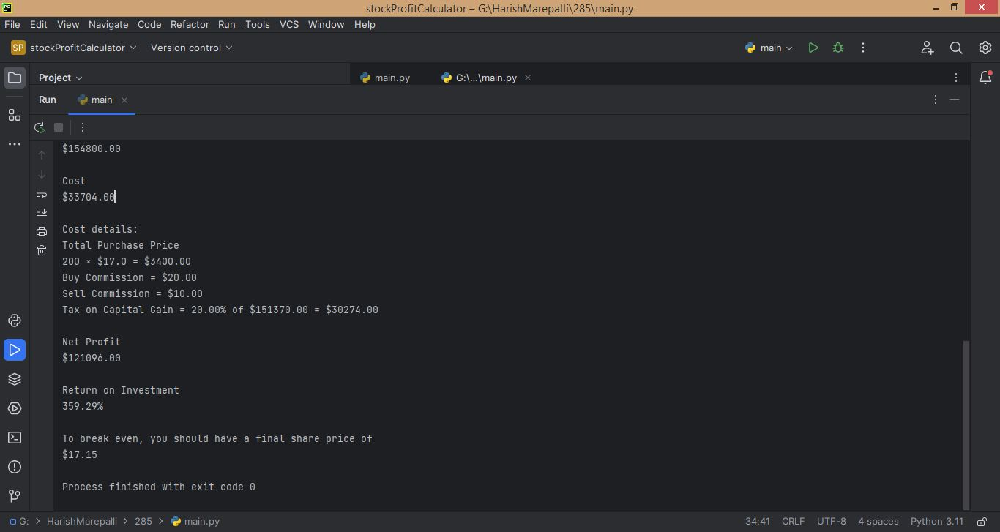 PC
stockProfitCalculator – G:\HarishMarepalli\285\main.py
File Edit View Navigate Code Refactor Run Tools VCS Window Help
SP stockProfitCalculator Version control main
Project main.py G:\...\main.py
Run main
$154800.00
Cost
$33704.00
Cost details:
Total Purchase Price
200 × $17.0 = $3400.00
Buy Commission = $20.00
Sell Commission = $10.00
Tax on Capital Gain = 20.00% of $151370.00 = $30274.00
Net Profit
$121096.00
Return on Investment
359.29%
To break even, you should have a final share price of
$17.15
Process finished with exit code 0
G: > HarishMarepalli > 285 > main.py 34:41 CRLF UTF-8 4 spaces Python 3.11